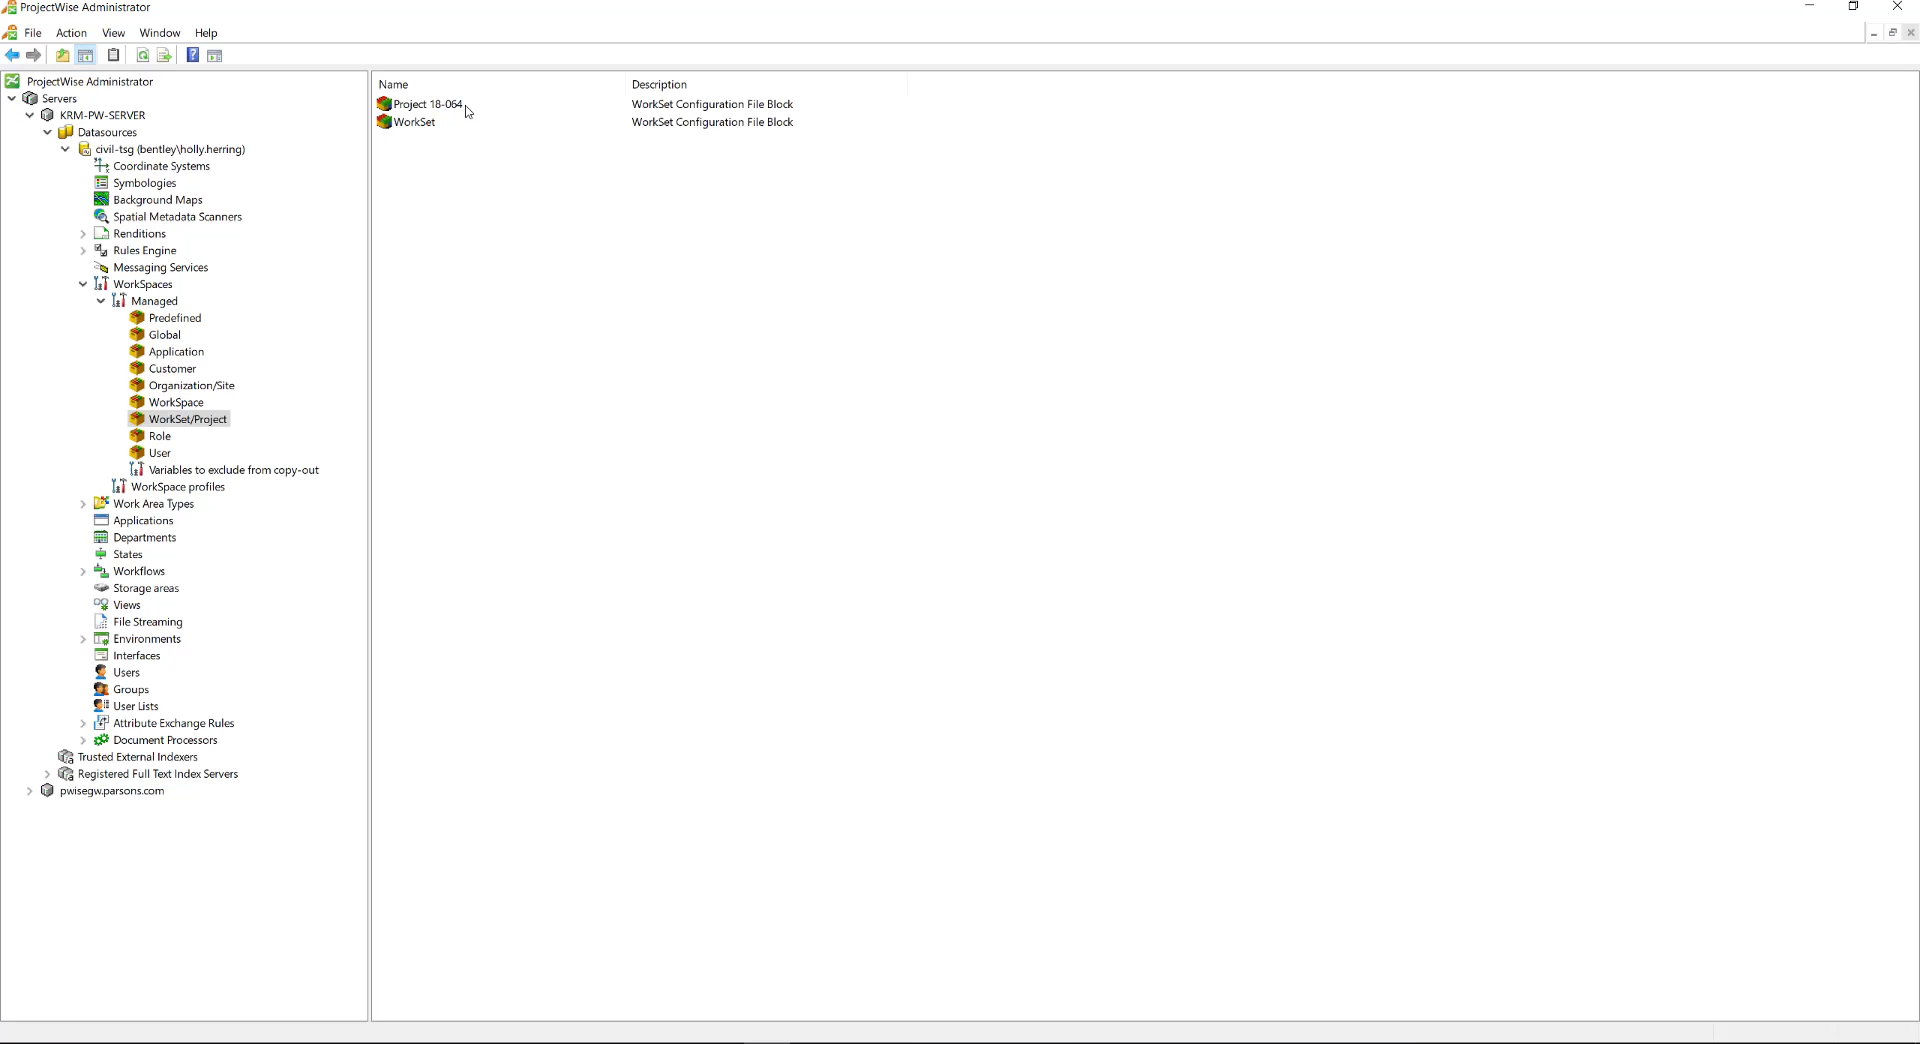 ProjectWise Administrator
File Action View Window Help
ProjectWise Administrator
Servers
KRM-PW-SERVER
Datasources
civil-tsg (bentley\holly.herring)
Coordinate Systems
Symbologies
Background Maps
Spatial Metadata Scanners
Renditions
Rules Engine
Messaging Services
WorkSpaces
Managed
Predefined
Global
Application
Customer
Organization/Site
WorkSpace
WorkSet/Project
Role
User
Variables to exclude from copy-out
WorkSpace profiles
Work Area Types
Applications
Departments
States
Workflows
Storage areas
Views
File Streaming
Environments
Interfaces
Users
Groups
User Lists
Attribute Exchange Rules
Document Processors
Trusted External Indexers
Registered Full Text Index Servers
pwisegw.parsons.com
Name Description
Project 18-064 WorkSet Configuration File Block
WorkSet WorkSet Configuration File Block